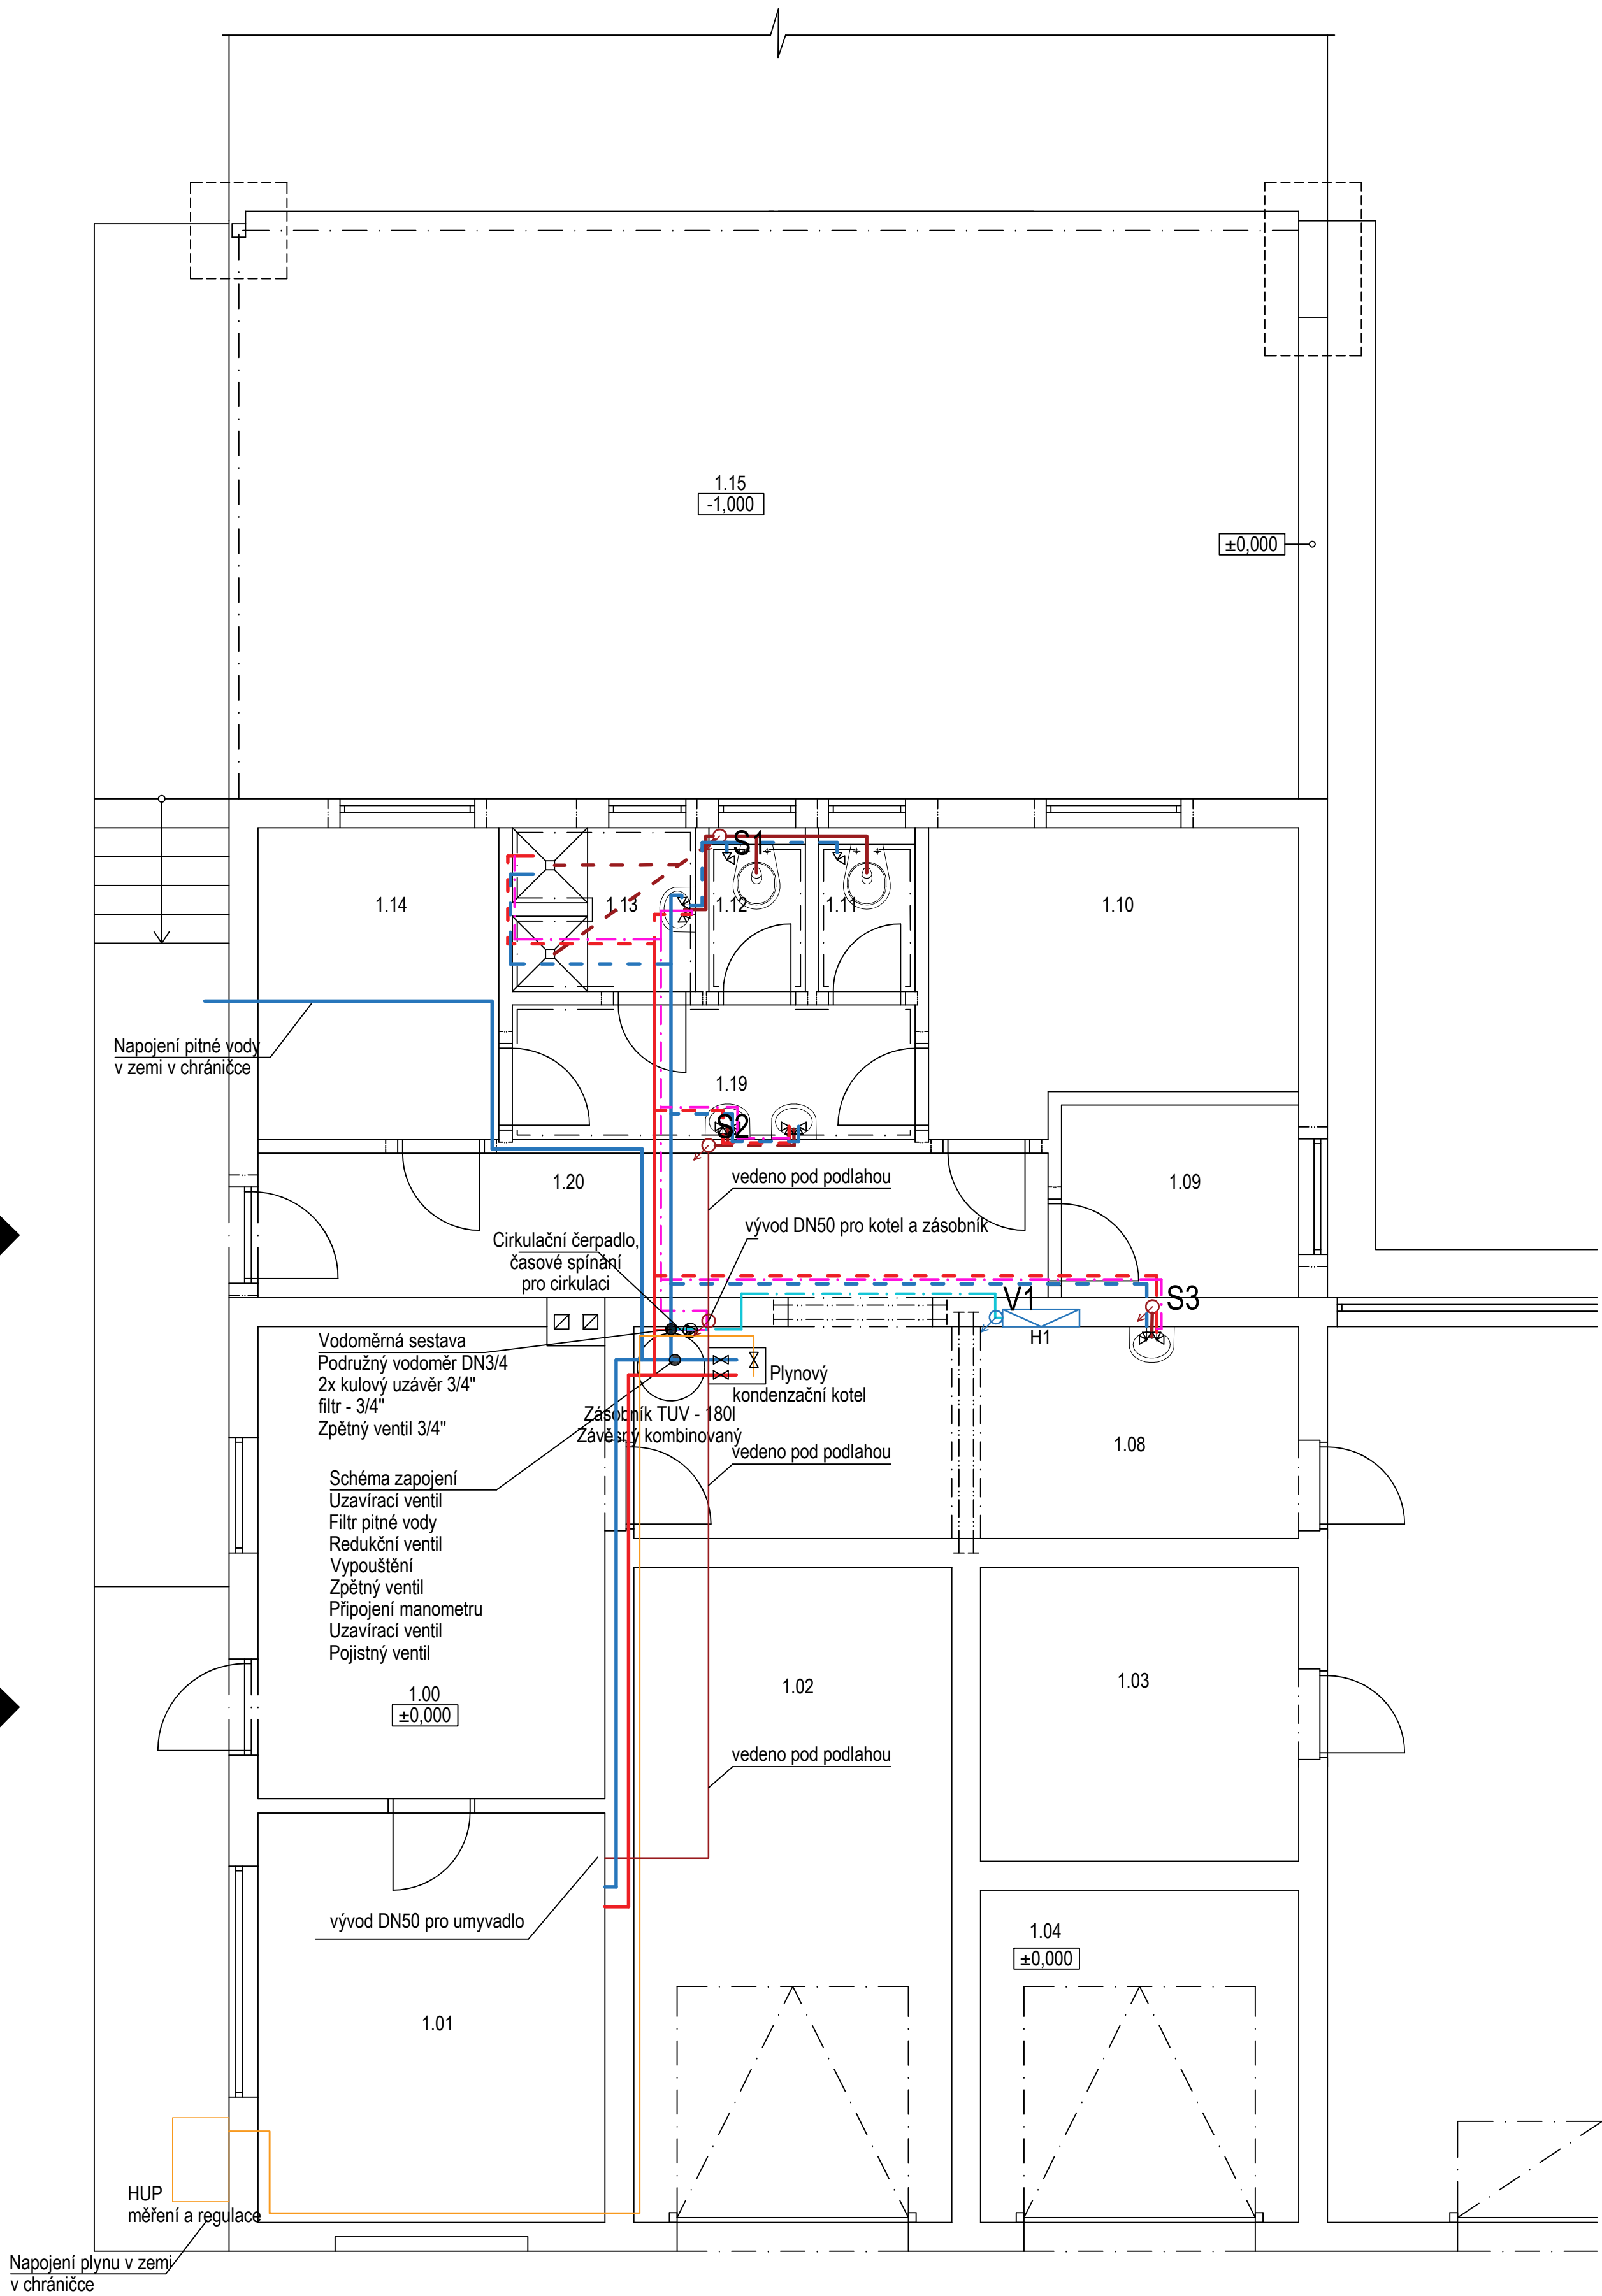 1.15
-1,000
±0,000
S1
1.14
1.13
1.12
1.11
1.10
Napojení pitné vody
v zemi v chráničce
1.19
S2
vedeno pod podlahou
1.20
1.09
vývod DN50 pro kotel a zásobník
Cirkulační čerpadlo,
časové spínání
pro cirkulaci
V1
S3
H1
Vodoměrná sestava
Podružný vodoměr DN3/4
2x kulový uzávěr 3/4"
filtr - 3/4"
Zpětný ventil 3/4"
Plynový
kondenzační kotel
Zásobník TUV - 180l
Závěsný kombinovaný
vedeno pod podlahou
1.08
Schéma zapojení
Uzavírací ventil
Filtr pitné vody
Redukční ventil
Vypouštění
Zpětný ventil
Připojení manometru
Uzavírací ventil
Pojistný ventil
1.00
±0,000
1.02
1.03
vedeno pod podlahou
vývod DN50 pro umyvadlo
1.04
±0,000
1.01
HUP
měření a regulace
Napojení plynu v zemi
v chráničce